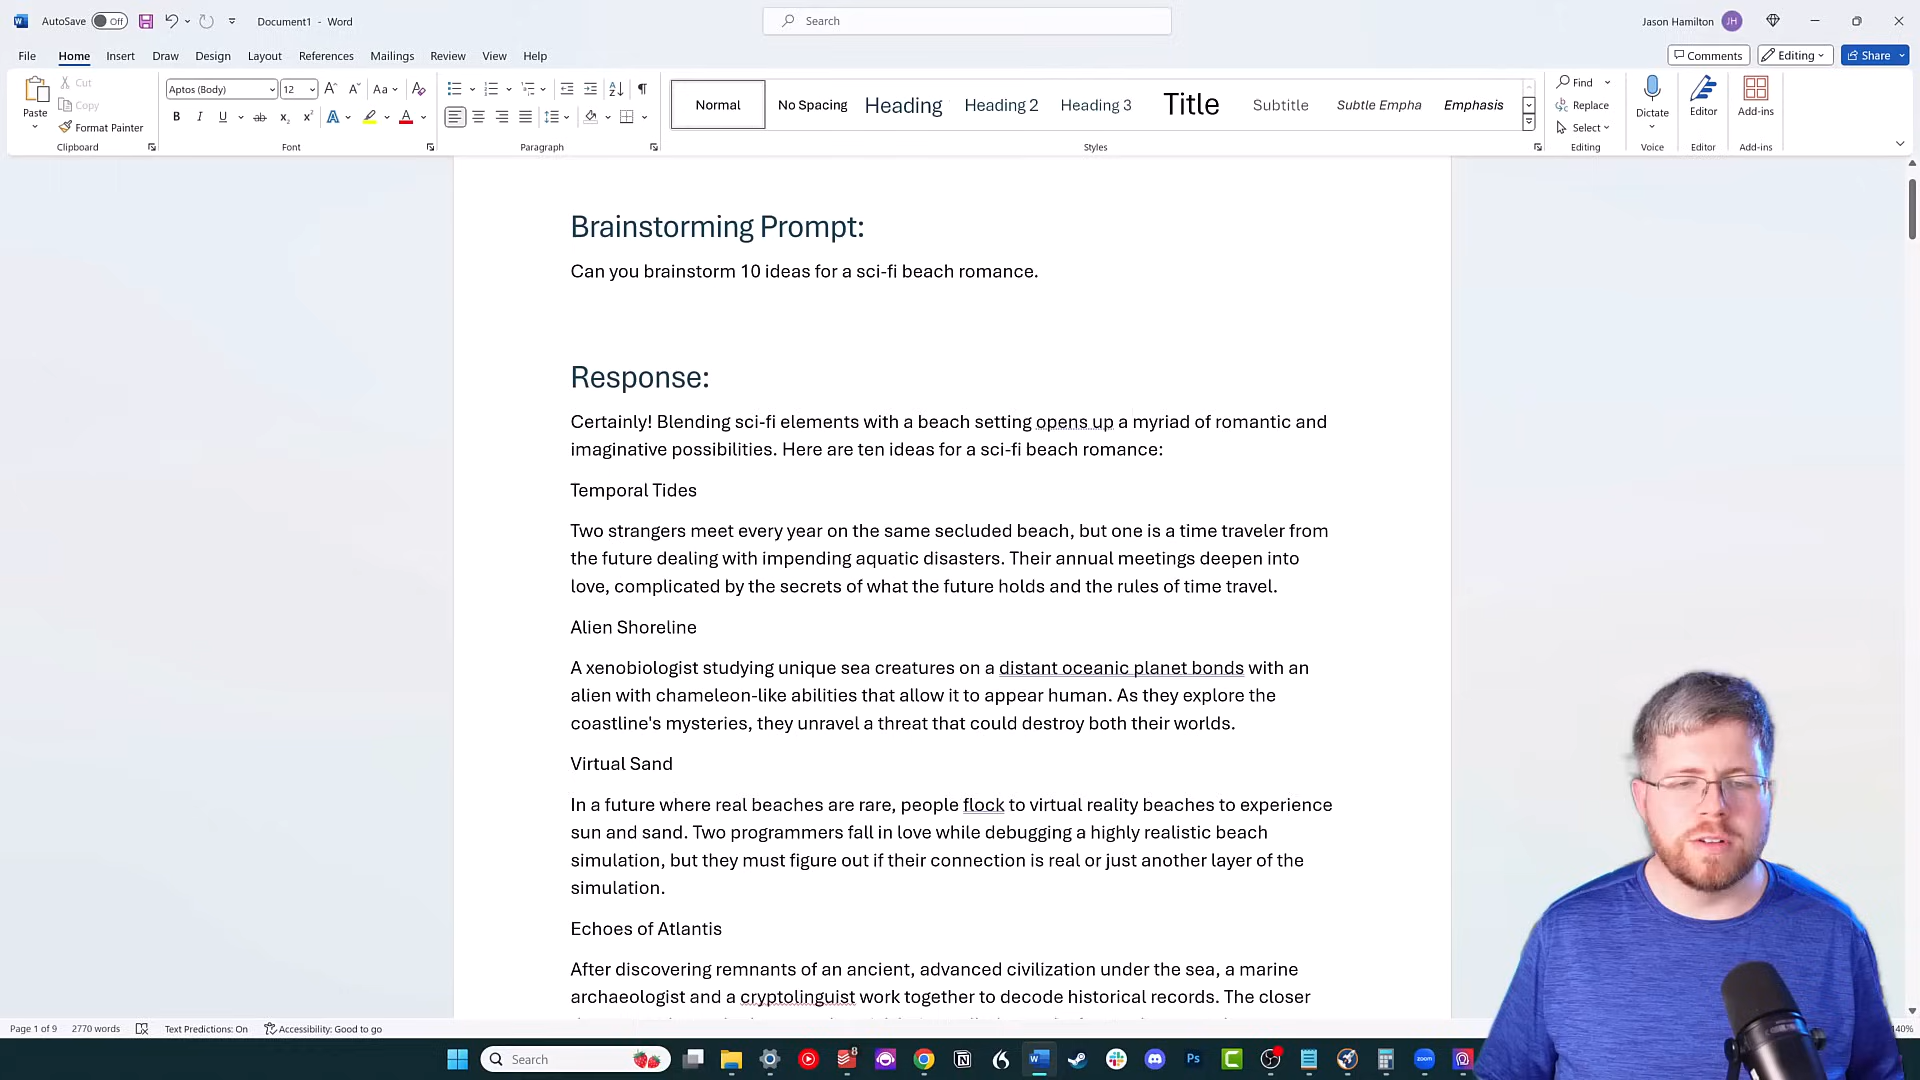 AutoSave Off Document1 - Word Search Jason Hamilton JH
File Home Insert Draw Design Layout References Mailings Review View Help Comments Editing Share
Paste Cut Copy Format Painter Clipboard
Aptos (Body) 12 Aa Font
Paragraph
Normal No Spacing Heading Heading 2 Heading 3 Title Subtitle Subtle Empha Emphasis Styles
Find Replace Select Editing
Dictate Voice
Editor Editor
Add-ins Add-ins
Brainstorming Prompt:
Can you brainstorm 10 ideas for a sci-fi beach romance.
Response:
Certainly! Blending sci-fi elements with a beach setting opens up a myriad of romantic and
imaginative possibilities. Here are ten ideas for a sci-fi beach romance:
Temporal Tides
Two strangers meet every year on the same secluded beach, but one is a time traveler from
the future dealing with impending aquatic disasters. Their annual meetings deepen into
love, complicated by the secrets of what the future holds and the rules of time travel.
Alien Shoreline
A xenobiologist studying unique sea creatures on a distant oceanic planet bonds with an
alien with chameleon-like abilities that allow it to appear human. As they explore the
coastline's mysteries, they unravel a threat that could destroy both their worlds.
Virtual Sand
In a future where real beaches are rare, people flock to virtual reality beaches to experience
sun and sand. Two programmers fall in love while debugging a highly realistic beach
simulation, but they must figure out if their connection is real or just another layer of the
simulation.
Echoes of Atlantis
After discovering remnants of an ancient, advanced civilization under the sea, a marine
archaeologist and a cryptolinguist work together to decode historical records. The closer
Page 1 of 9 2770 words Text Predictions: On Accessibility: Good to go 140%
Search 8 Ps zoom